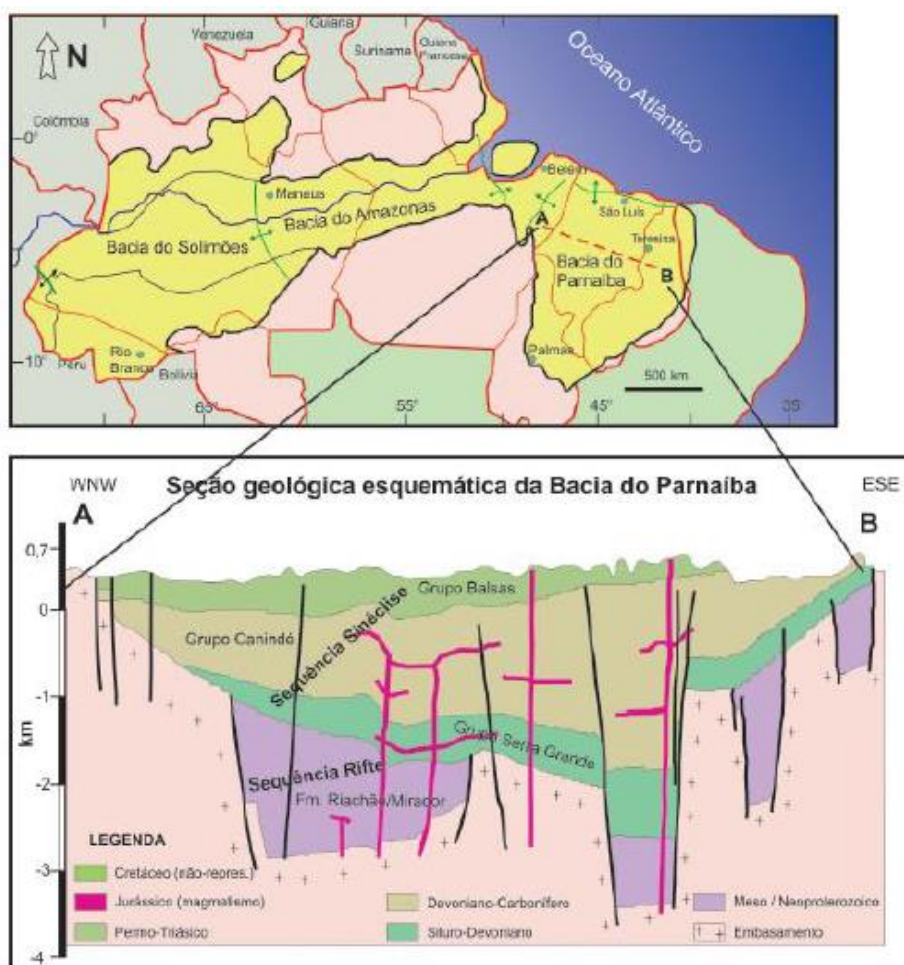 Guiana
Venezuela
Suriname
Guiana
Francesa
N
Oceano Atlântico
Colômbia
0°
Manaus
Belém
São Luís
Bacia do Amazonas
A
Teresina
Bacia do Solimões
Bacia do
Parnaíba
B
Palmas
Rio
Branco
10°
Peru
Bolívia
500 km
65°
55°
45°
35°
WNW
Seção geológica esquemática da Bacia do Parnaíba
ESE
A
B
0,7
Grupo Balsas
0
Grupo Canindé
Sequência Sinéclise
-1
km
Grupo Serra Grande
Sequência Rifte
-2
Fm. Riachão/Mirador
LEGENDA
-3
Cretáceo (não-repres.)
Jurássico (magmatismo)
Devoniano-Carbonífero
Meso / Neoproterozoico
Permo-Triásico
Siluro-Devoniano
Embasamento
-4